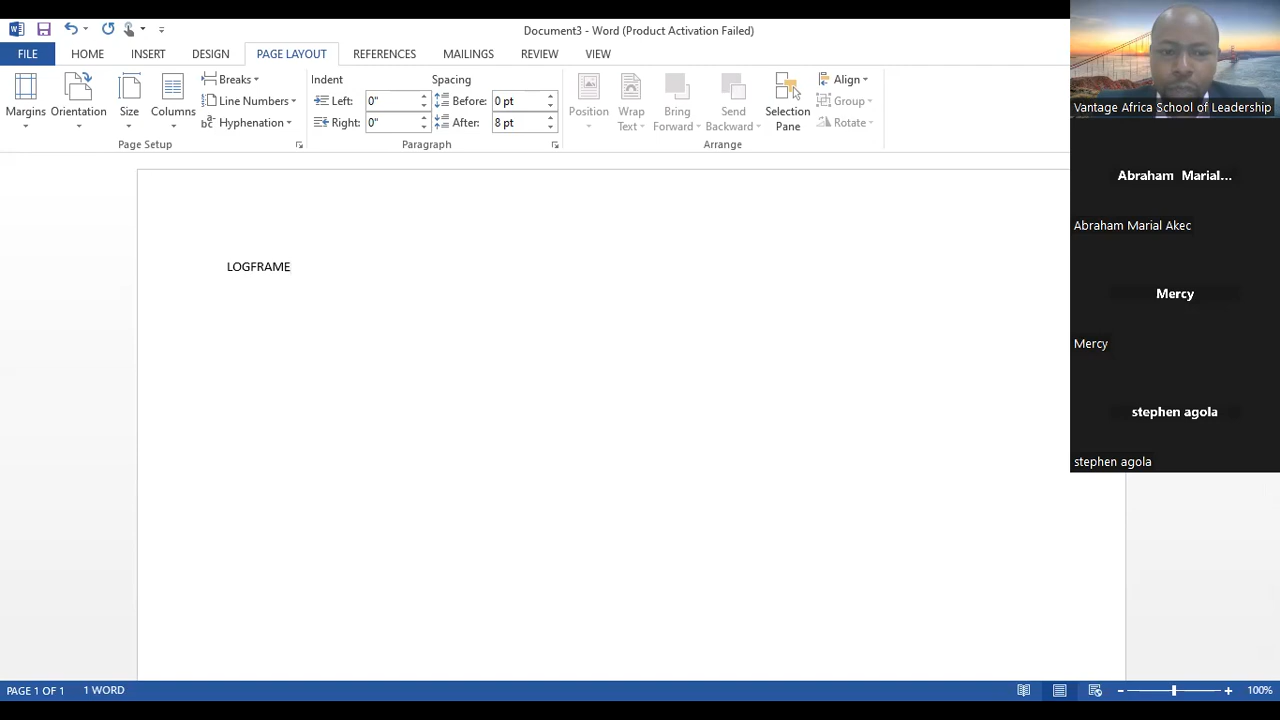 Document3 - Word (Product Activation Failed)
FILE HOME INSERT DESIGN PAGE LAYOUT REFERENCES MAILINGS REVIEW VIEW
Margins
Orientation
Size
Columns
Breaks
Line Numbers
Hyphenation
Page Setup
Indent
Left: 0"
Right: 0"
Spacing
Before: 0 pt
After: 8 pt
Paragraph
Position
Wrap
Text
Bring
Forward
Send
Backward
Selection
Pane
Align
Group
Rotate
Arrange
LOGFRAME
Vantage Africa School of Leadership
Abraham Marial...
Abraham Marial Akec
Mercy
Mercy
stephen agola
stephen agola
PAGE 1 OF 1 1 WORD
100%